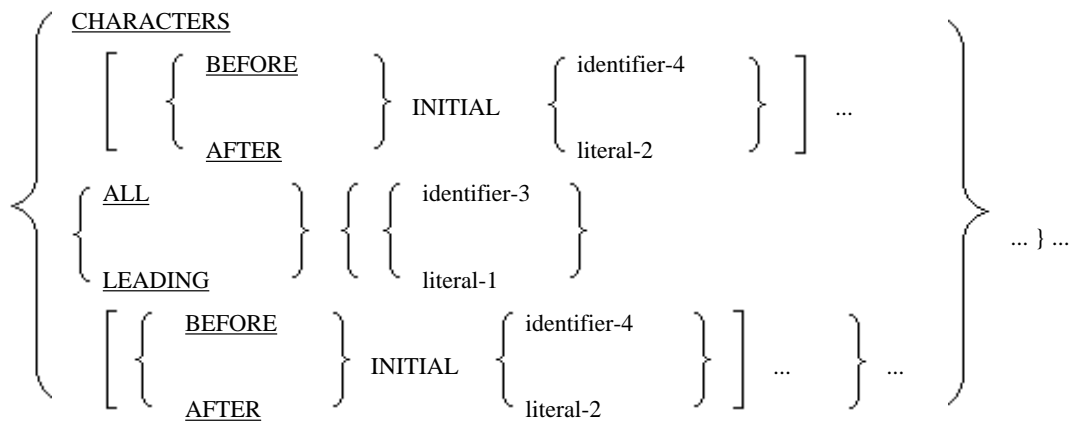 CHARACTERS
BEFORE identifier-4
INITIAL ...
AFTER literal-2
ALL identifier-3
... } ...
LEADING literal-1
BEFORE identifier-4
INITIAL ... ...
AFTER literal-2